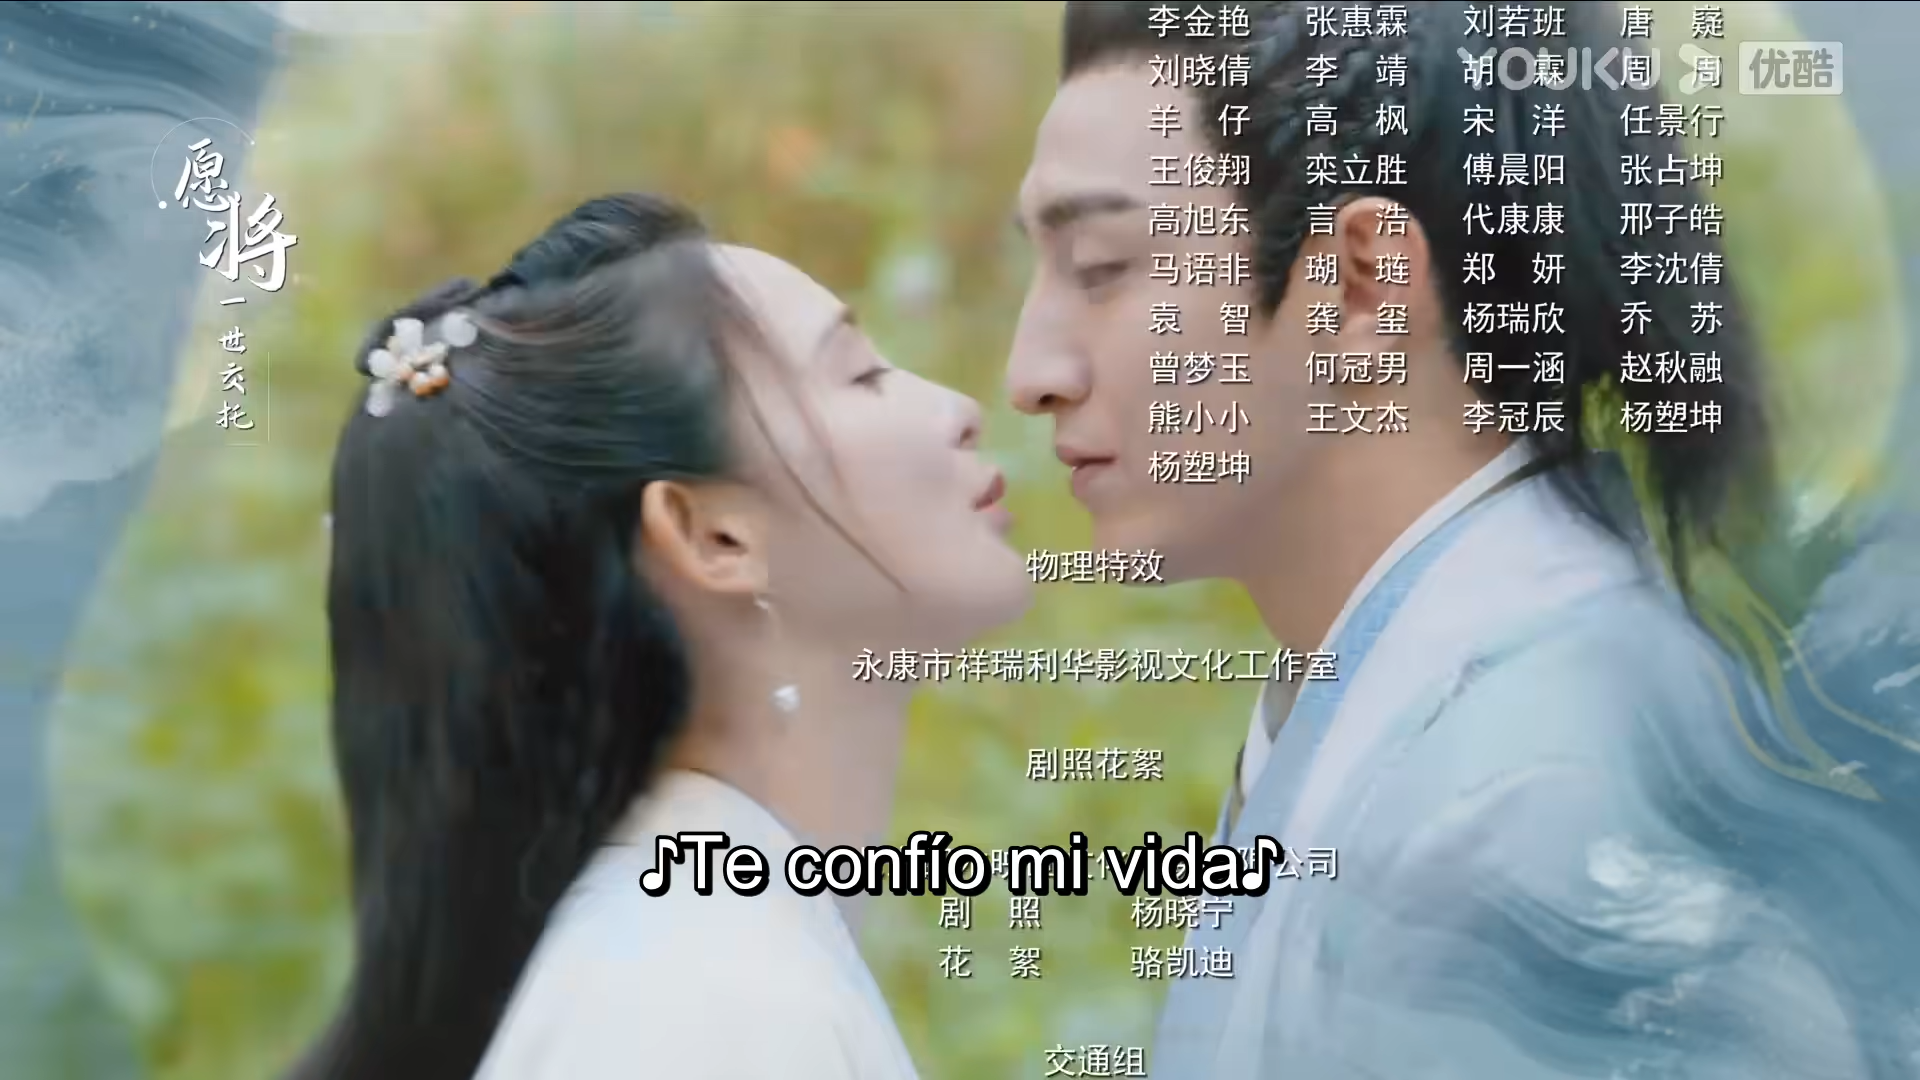 李金艳 张惠霖 刘若班 唐 嶷
YOUKU 优酷
刘晓倩 李 靖 胡 霖 周 周
羊 仔 高 枫 宋 洋 任景行
王俊翔 栾立胜 傅晨阳 张占坤
高旭东 言 浩 代康康 邢子皓
马语非 瑚 琏 郑 妍 李沈倩
袁 智 龚 玺 杨瑞欣 乔 苏
曾梦玉 何冠男 周一涵 赵秋融
熊小小 王文杰 李冠辰 杨塑坤
杨塑坤
愿
将
一
世
交
托
物理特效
永康市祥瑞利华影视文化工作室
剧照花絮
♪Te confío mi vida♪
公司
剧 照 杨晓宁
花 絮 骆凯迪
交通组